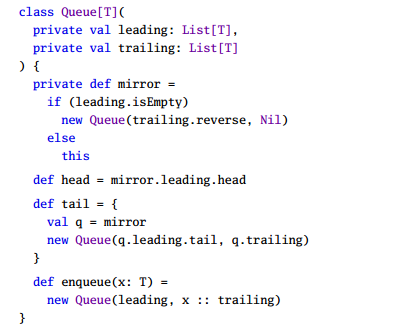 class Queue[T](
  private val leading: List[T],
  private val trailing: List[T]
) {
  private def mirror =
    if (leading.isEmpty)
      new Queue(trailing.reverse, Nil)
    else
      this
  def head = mirror.leading.head
  def tail = {
    val q = mirror
    new Queue(q.leading.tail, q.trailing)
  }
  def enqueue(x: T) =
    new Queue(leading, x :: trailing)
}